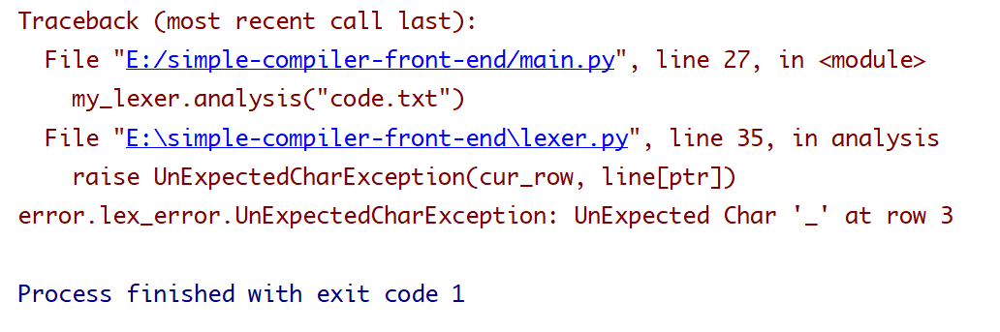 Traceback (most recent call last):
  File "E:/simple-compiler-front-end/main.py", line 27, in <module>
    my_lexer.analysis("code.txt")
  File "E:\simple-compiler-front-end\lexer.py", line 35, in analysis
    raise UnExpectedCharException(cur_row, line[ptr])
error.lex_error.UnExpectedCharException: UnExpected Char '_' at row 3
Process finished with exit code 1